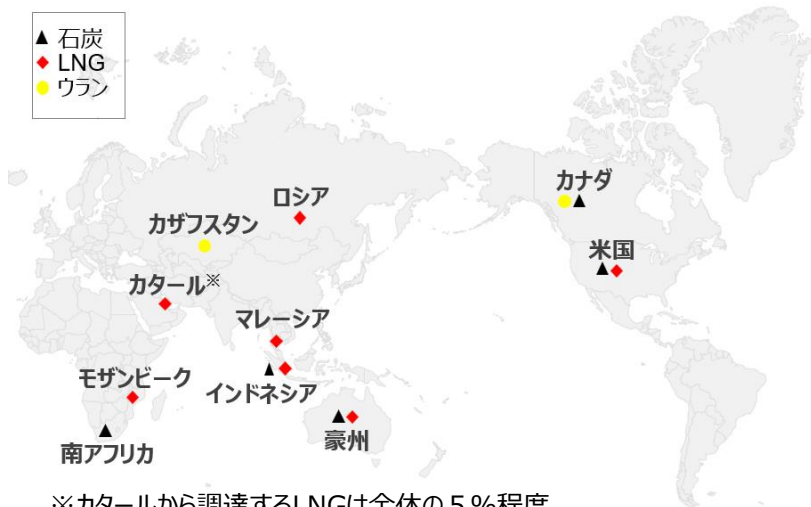 石炭
LNG
ウラン
カナダ
ロシア
カザフスタン
米国
カタール※
マレーシア
モザンビーク
インドネシア
豪州
南アフリカ
※カタールから調達するLNGは全体の5%程度